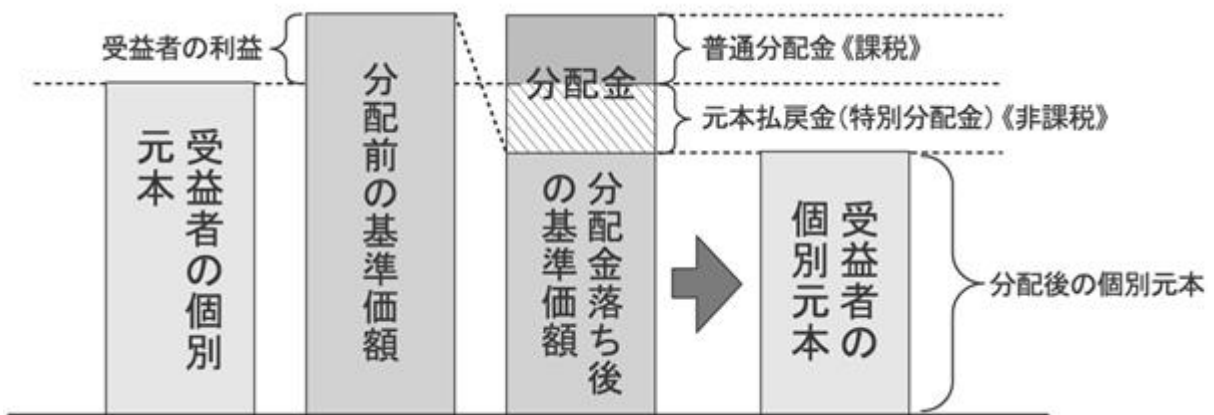 受益者の利益
受益者の個別
元本
分配前の基準価額
分配金
分配金落ち後
の基準価額
普通分配金《課税》
元本払戻金(特別分配金)《非課税》
受益者の
個別元本
分配後の個別元本